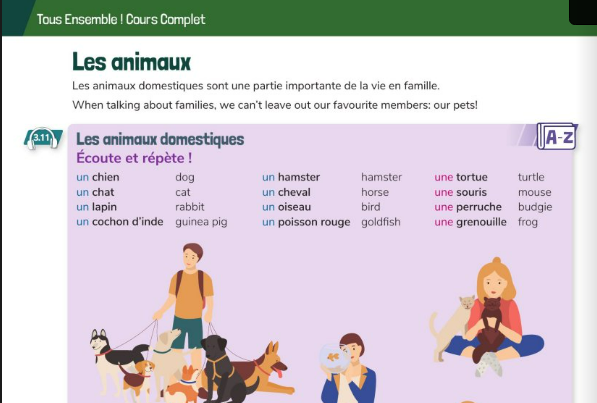 Tous Ensemble ! Cours Complet
Les animaux
Les animaux domestiques sont une partie importante de la vie en famille.
When talking about families, we can't leave out our favourite members: our pets!
3.11
Les animaux domestiques
A-Z
Écoute et répète !
un chien dog un hamster hamster une tortue turtle
un chat cat un cheval horse une souris mouse
un lapin rabbit un oiseau bird une perruche budgie
un cochon d'inde guinea pig un poisson rouge goldfish une grenouille frog